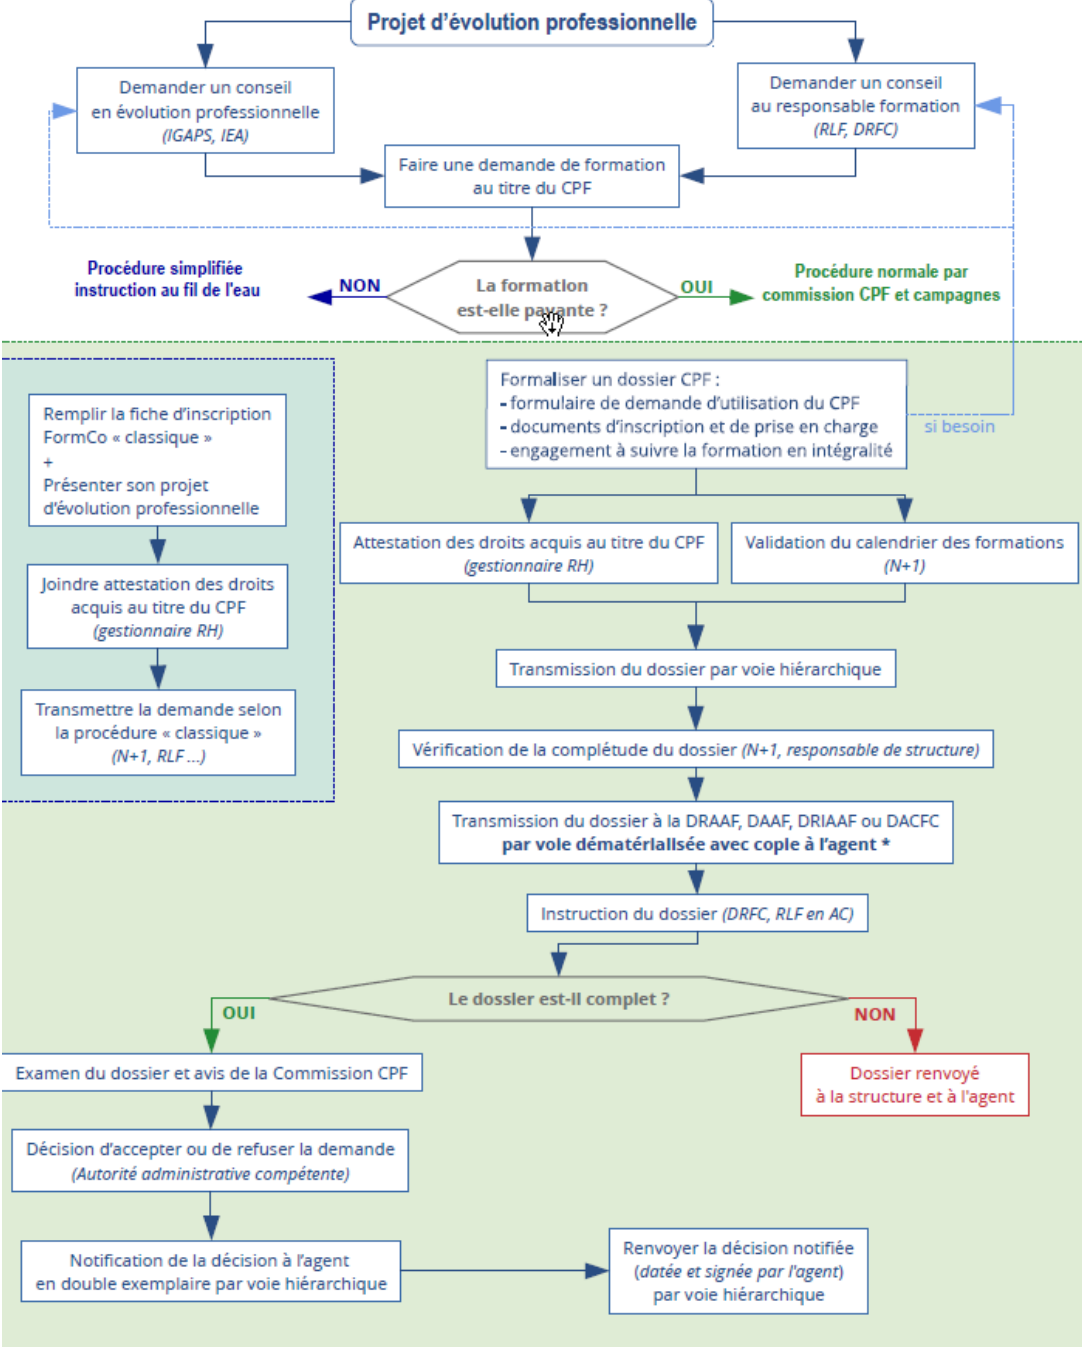 Projet d'évolution professionnelle
Demander un conseil
en évolution professionnelle
(IGAPS, IEA)
Demander un conseil
au responsable formation
(RLF, DRFC)
Faire une demande de formation
au titre du CPF
Procédure simplifiée
instruction au fil de l'eau
NON
La formation
est-elle payante ?
OUI
Procédure normale par
commission CPF et campagnes
Remplir la fiche d'inscription
FormCo « classique »
+
Présenter son projet
d'évolution professionnelle
Joindre attestation des droits
acquis au titre du CPF
(gestionnaire RH)
Transmettre la demande selon
la procédure « classique »
(N+1, RLF ...)
Formaliser un dossier CPF :
- formulaire de demande d'utilisation du CPF
- documents d'inscription et de prise en charge
- engagement à suivre la formation en intégralité
si besoin
Attestation des droits acquis au titre du CPF
(gestionnaire RH)
Validation du calendrier des formations
(N+1)
Transmission du dossier par voie hiérarchique
Vérification de la complétude du dossier (N+1, responsable de structure)
Transmission du dossier à la DRAAF, DAAF, DRIAAF ou DACFC
par voie dématérialisée avec copie à l'agent *
Instruction du dossier (DRFC, RLF en AC)
Le dossier est-il complet ?
OUI
NON
Examen du dossier et avis de la Commission CPF
Dossier renvoyé
à la structure et à l'agent
Décision d'accepter ou de refuser la demande
(Autorité administrative compétente)
Notification de la décision à l'agent
en double exemplaire par voie hiérarchique
Renvoyer la décision notifiée
(datée et signée par l'agent)
par voie hiérarchique